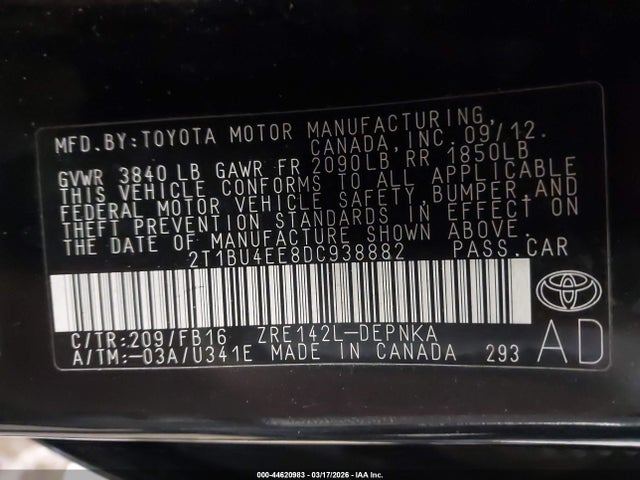 MFD.BY:TOYOTA MOTOR MANUFACTURING,
CANADA,INC.09/12.
GVWR 3840 LB GAWR FR 2090LB RR 1850LB
THIS VEHICLE CONFORMS TO ALL APPLICABLE
FEDERAL MOTOR VEHICLE SAFETY,BUMPER,AND
THEFT PREVENTION STANDARDS IN EFFECT ON
THE DATE OF MANUFACTURE SHOWN ABOVE.
2T1BU4EE8DC938882 PASS.CAR
C/TR:209/FB16 ZRE142L-DEPNKA
A/TM:-03A/U341E MADE IN CANADA 293
AD
000-44620983 - 03/17/2026 - IAA Inc.